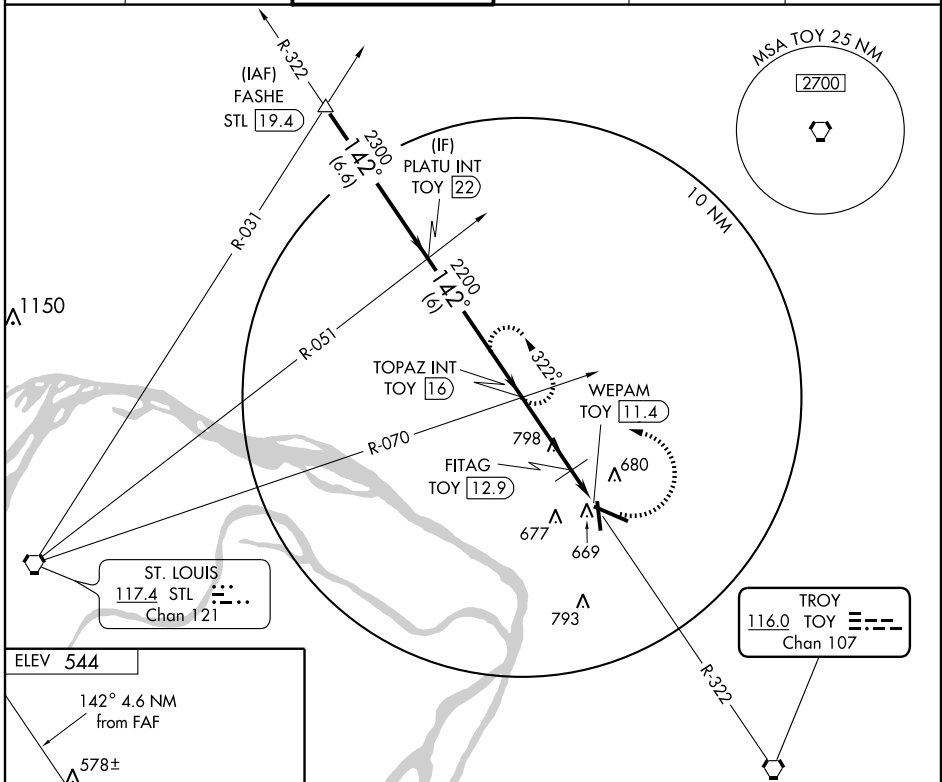 R-322
(IAF)
FASHE
STL 19.4
MSA TOY 25 NM
2700
2300
142°
(6.6)
(IF)
PLATU INT
TOY 22
10 NM
R-031
2200
142°
(6)
1150
R-051
322°
TOPAZ INT
TOY 16
WEPAM
TOY 11.4
R-070
798
680
FITAG
TOY 12.9
677
669
ST. LOUIS
117.4 STL
Chan 121
793
TROY
116.0 TOY
Chan 107
R-322
ELEV 544
142° 4.6 NM
from FAF
578±